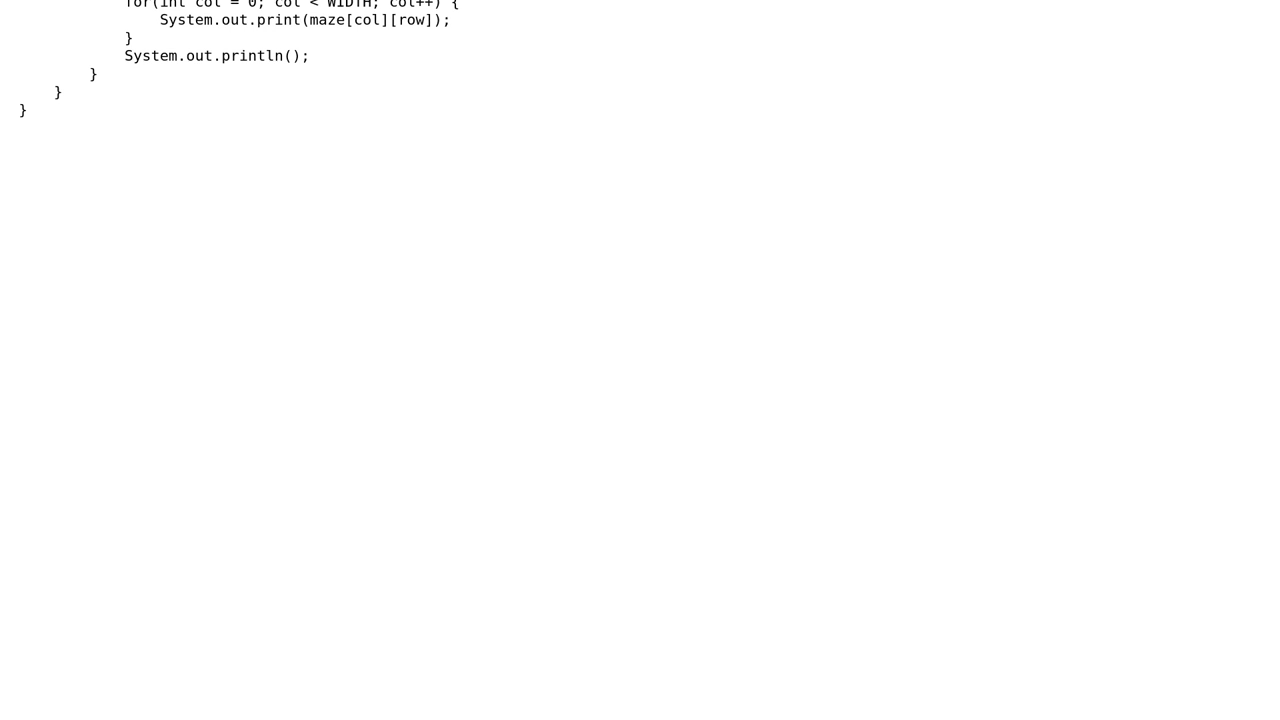 for(int col = 0; col < WIDTH; col++) {
System.out.print(maze[col][row]);
}
System.out.println();
}
}
}